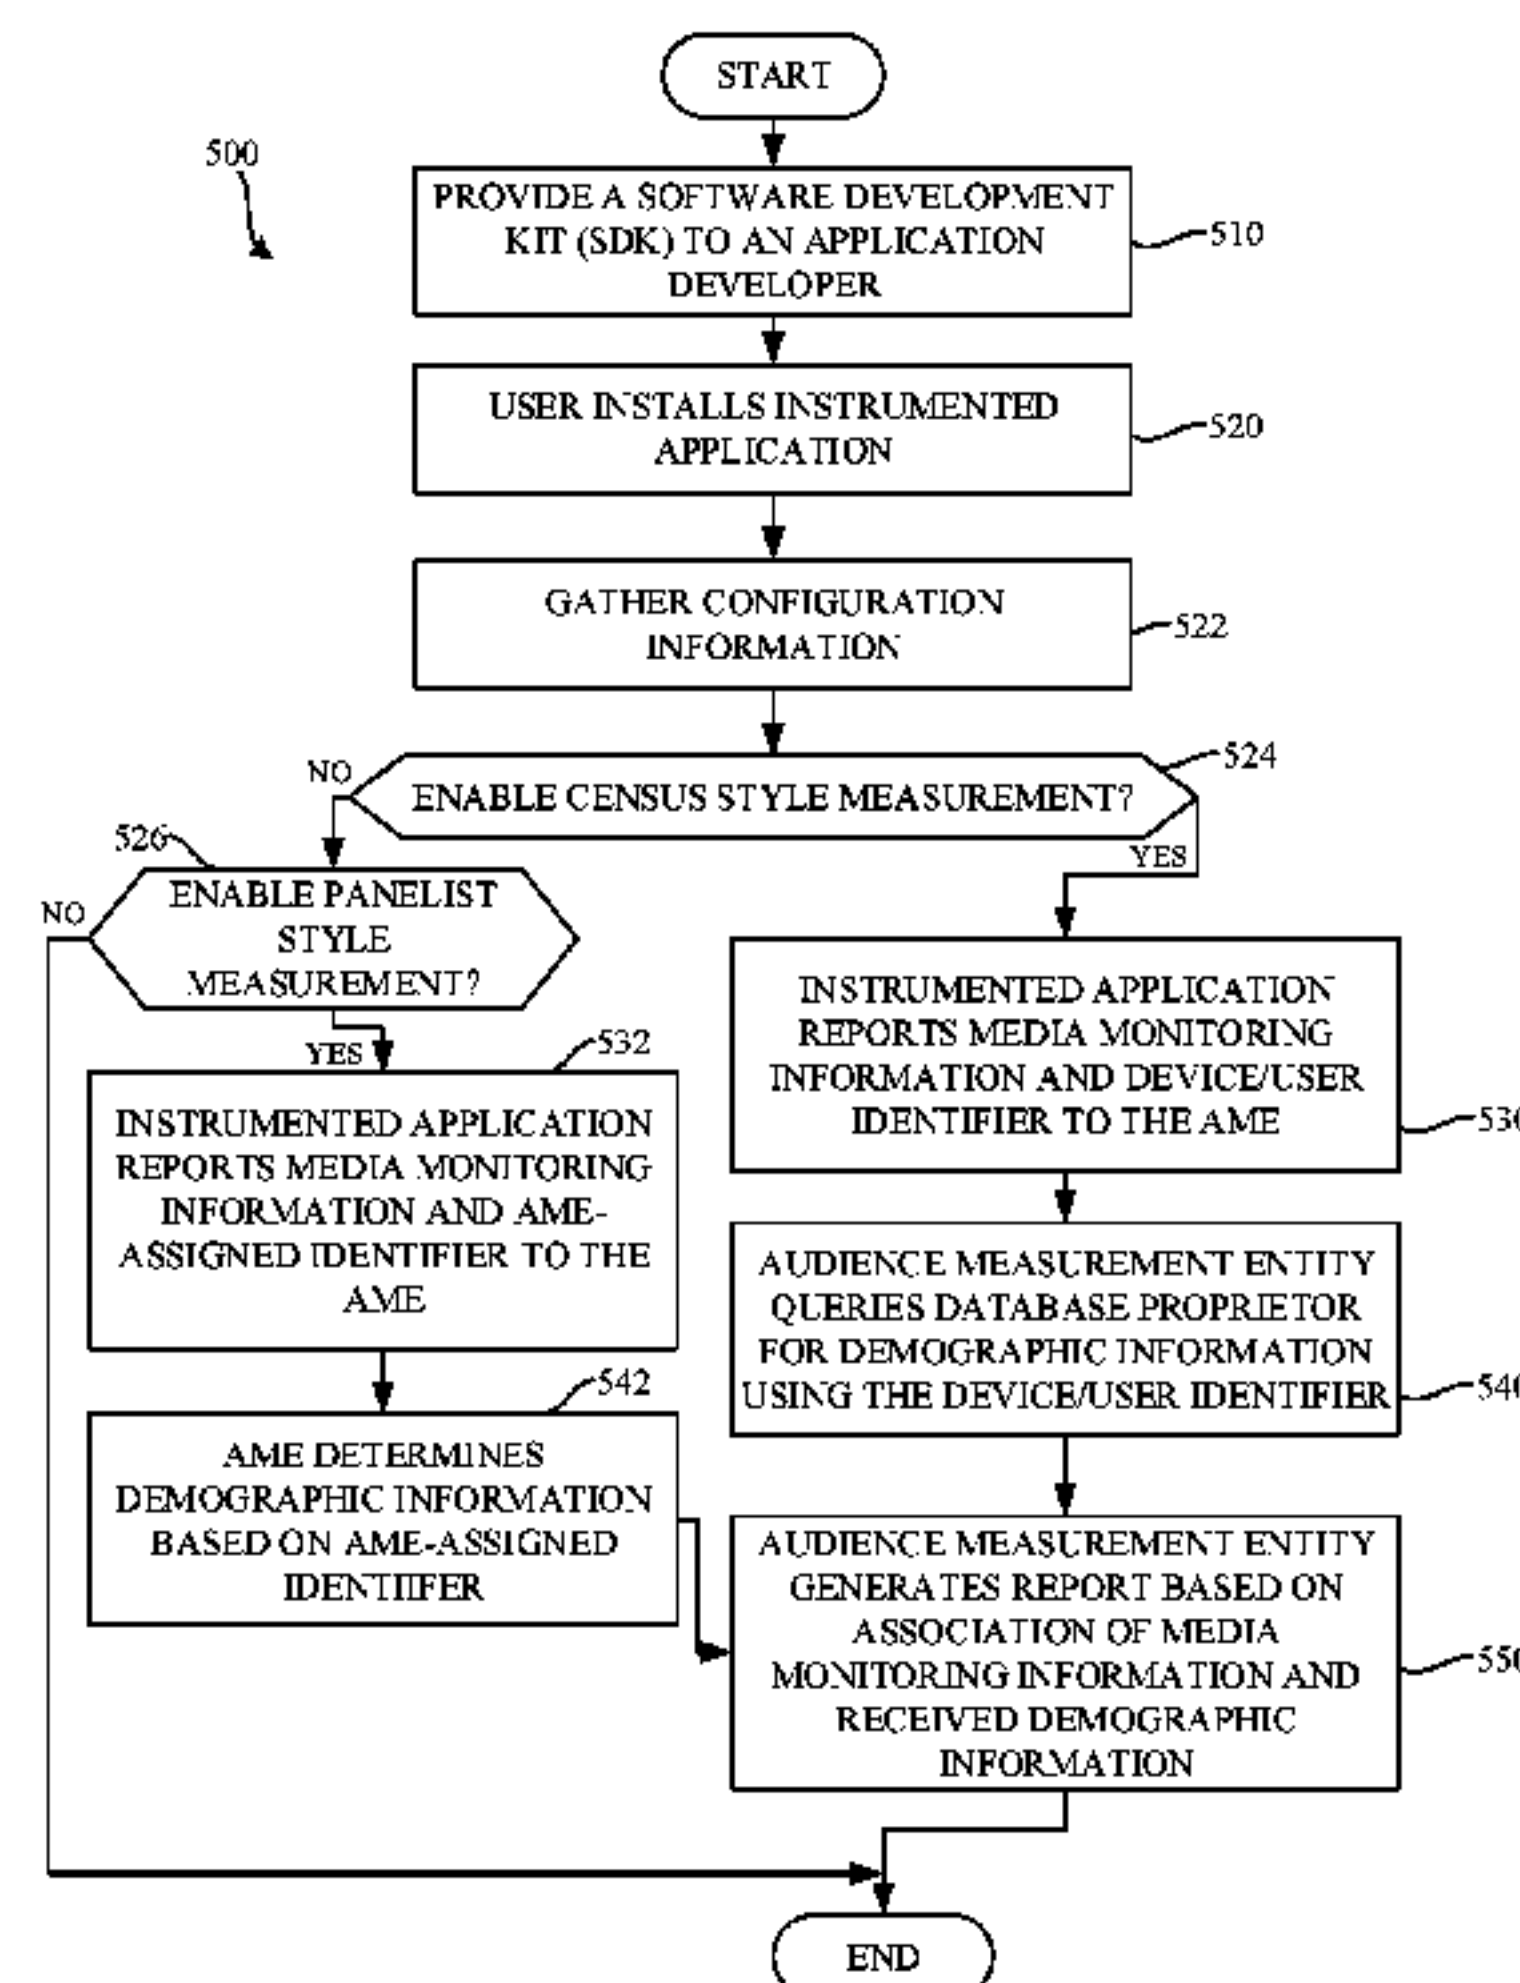 START
500
PROVIDE A SOFTWARE DEVELOPMENT
KIT (SDK) TO AN APPLICATION
DEVELOPER
510
USER INSTALLS INSTRUMENTED
APPLICATION
520
GATHER CONFIGURATION
INFORMATION
522
ENABLE CENSUS STYLE MEASUREMENT?
524
NO
YES
526
ENABLE PANELIST
STYLE
MEASUREMENT?
NO
YES
532
INSTRUMENTED APPLICATION
REPORTS MEDIA MONITORING
INFORMATION AND AME-
ASSIGNED IDENTIFIER TO THE
AME
542
AME DETERMINES
DEMOGRAPHIC INFORMATION
BASED ON AME-ASSIGNED
IDENTIIFER
INSTRUMENTED APPLICATION
REPORTS MEDIA MONITORING
INFORMATION AND DEVICE/USER
IDENTIFIER TO THE AME
530
AUDIENCE MEASUREMENT ENTITY
QUERIES DATABASE PROPRIETOR
FOR DEMOGRAPHIC INFORMATION
USING THE DEVICE/USER IDENTIFIER
540
AUDIENCE MEASUREMENT ENTITY
GENERATES REPORT BASED ON
ASSOCIATION OF MEDIA
MONITORING INFORMATION AND
RECEIVED DEMOGRAPHIC
INFORMATION
550
END